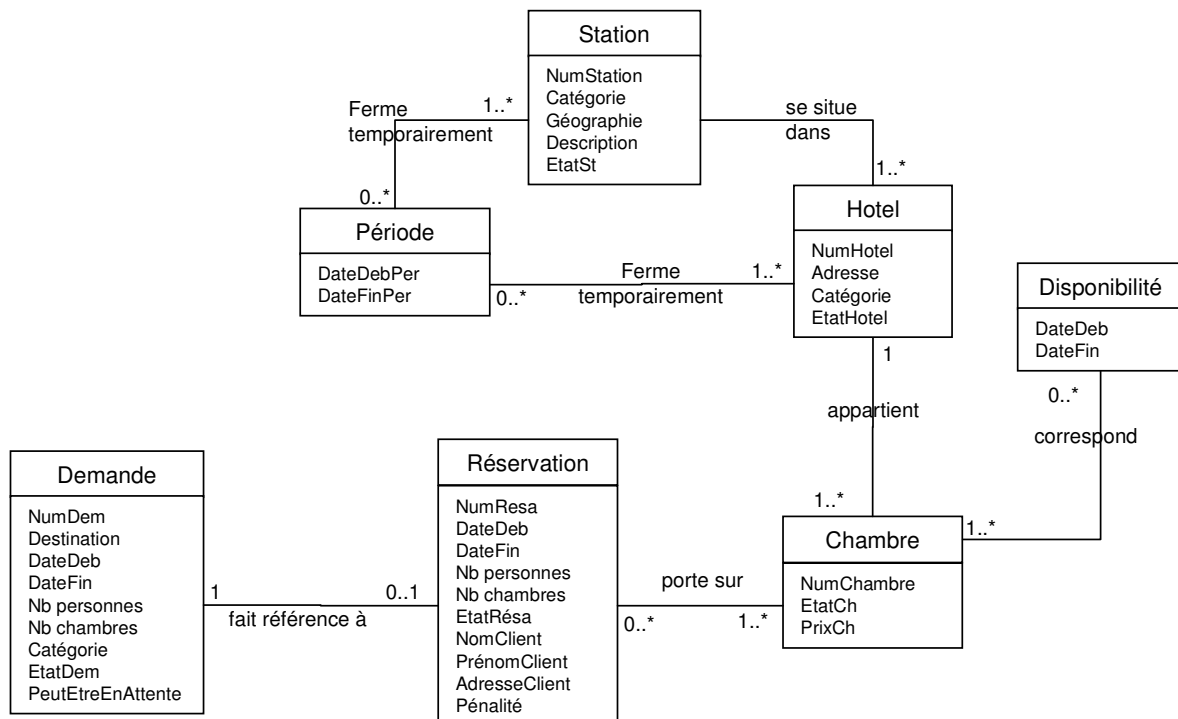 Station
NumStation
Catégorie
Géographie
Description
EtatSt
Ferme
temporairement
1..*
0..*
se situe
dans
1..*
Période
DateDebPer
DateFinPer
0..*
Ferme
temporairement
1..*
Hotel
NumHotel
Adresse
Catégorie
EtatHotel
1
appartient
1..*
Disponibilité
DateDeb
DateFin
0..*
correspond
1..*
Demande
NumDem
Destination
DateDeb
DateFin
Nb personnes
Nb chambres
Catégorie
EtatDem
PeutEtreEnAttente
1
fait référence à
0..1
Réservation
NumResa
DateDeb
DateFin
Nb personnes
Nb chambres
EtatRésa
NomClient
PrénomClient
AdresseClient
Pénalité
porte sur
0..*
1..*
Chambre
NumChambre
EtatCh
PrixCh